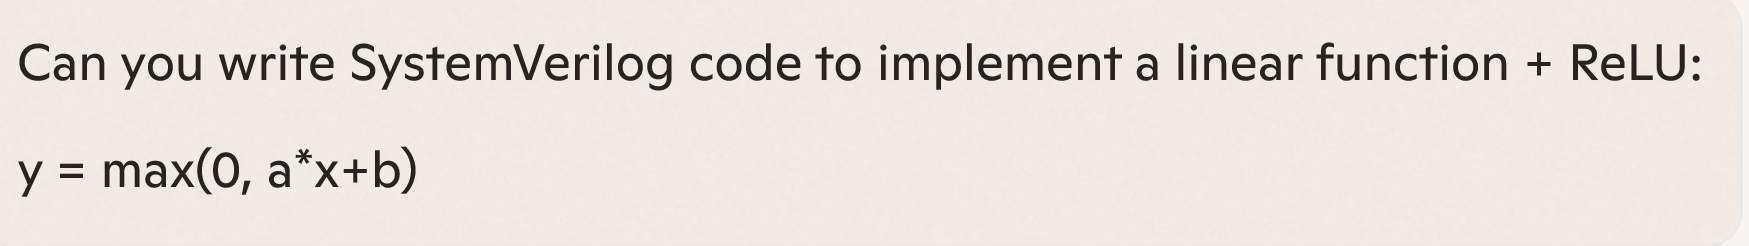 Can you write SystemVerilog code to implement a linear function + ReLU:
y = max(0, a*x+b)